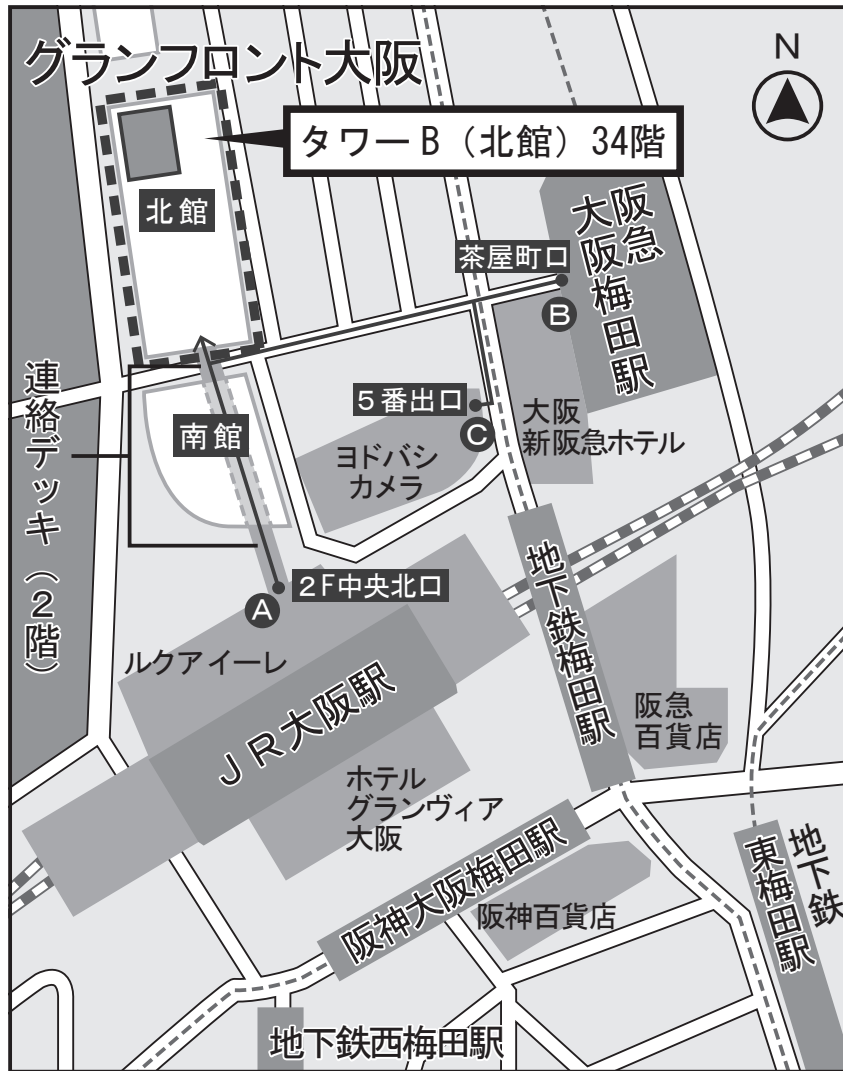 グランフロント大阪
N
タワーB（北館）34階
北館
阪急
大阪梅田駅
茶屋町口
B
連絡デッキ（2階）
南館
5番出口
C
大阪
新阪急ホテル
ヨドバシ
カメラ
地下鉄梅田駅
2F中央北口
A
ルクアイーレ
JR大阪駅
阪急
百貨店
ホテル
グランヴィア
大阪
阪神大阪梅田駅
阪神百貨店
地下鉄
東梅田駅
地下鉄西梅田駅